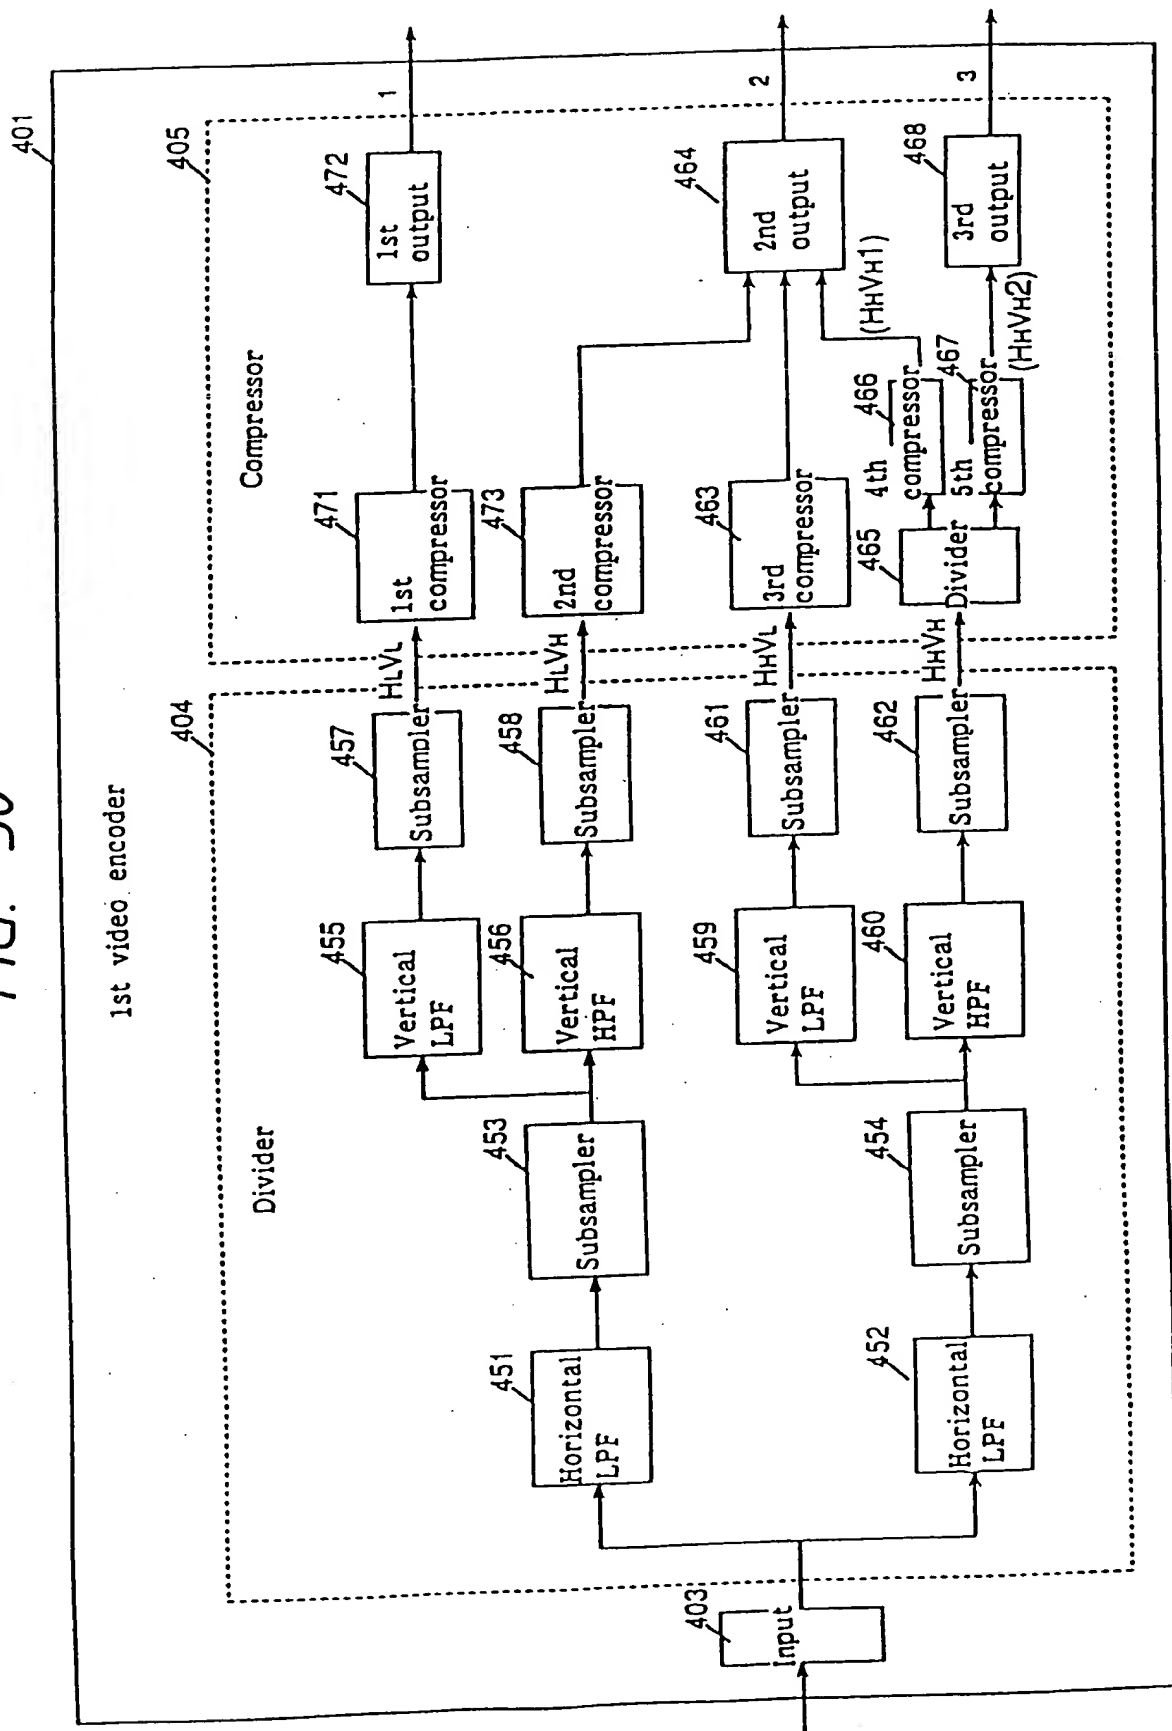 401
1st video encoder
404
Divider
405
Compressor
403
Input
451
Horizontal
LPF
453
Subsampler
455
Vertical
LPF
457
Subsampler
HLVL
471
1st
compressor
472
1st
output
1
456
Vertical
HPF
458
Subsampler
HLVH
473
2nd
compressor
459
Vertical
LPF
461
Subsampler
HHVL
463
3rd
compressor
464
2nd
output
2
452
Horizontal
LPF
454
Subsampler
460
Vertical
HPF
462
Subsampler
HHVH
465
Divider
4th
466
compressor
(HHVH1)
5th
467
compressor
(HHVH2)
468
3rd
output
3